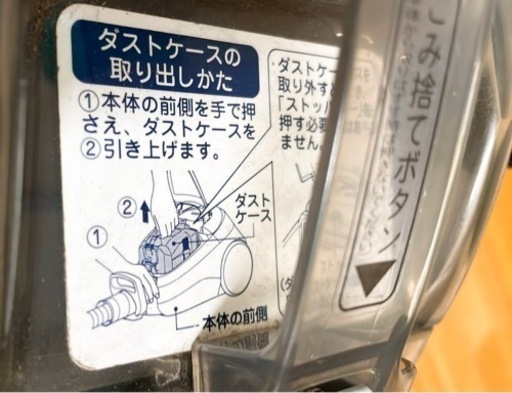 ダストケースの
取り出しかた
①本体の前側を手で押
さえ、ダストケースを
②引き上げます。
ダストケー
取り外す
「ストッパ
押す必要
ません。
②
①
ダスト
ケース
本体の前側
ごみ捨てボタン